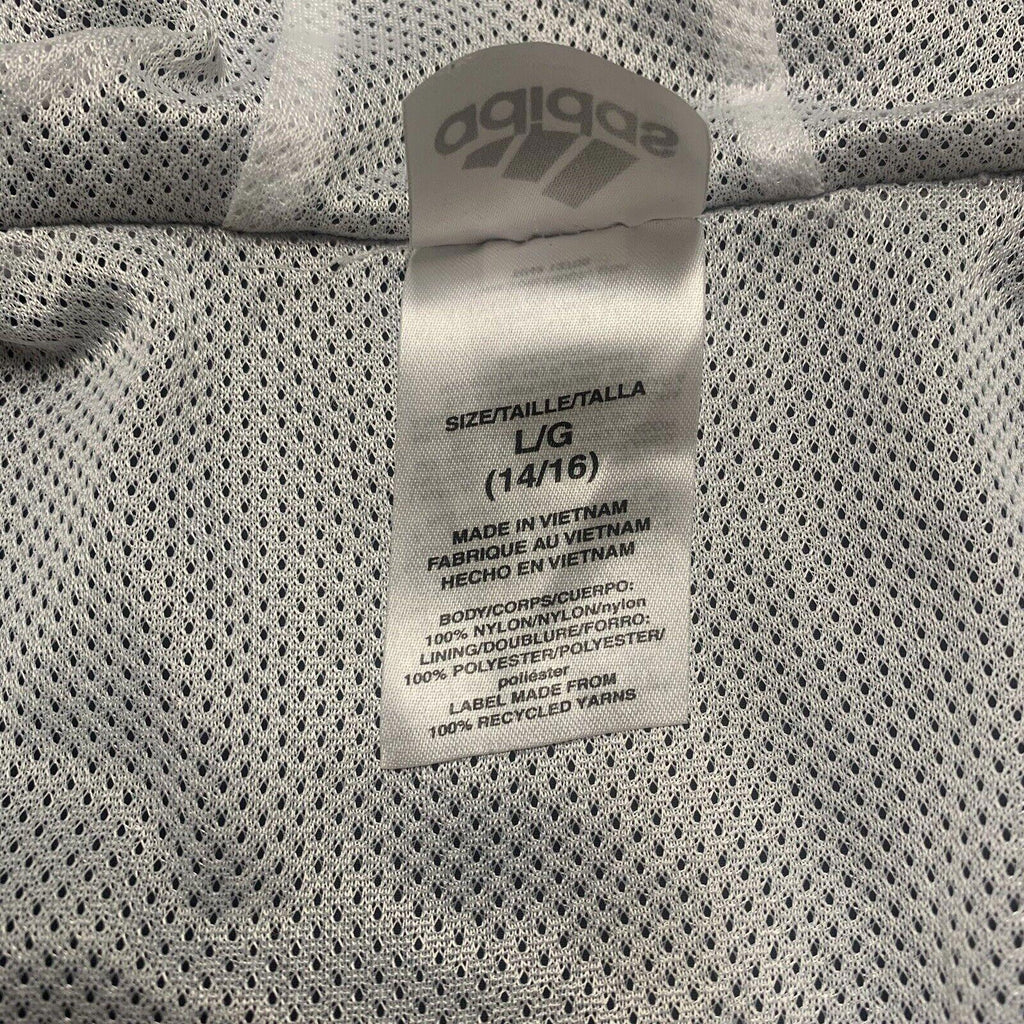 adidas
SIZE/TAILLE/TALLA
L/G
(14/16)
MADE IN VIETNAM
FABRIQUE AU VIETNAM
HECHO EN VIETNAM
BODY/CORPS/CUERPO:
100% NYLON/NYLON/nylon
LINING/DOUBLURE/FORRO:
100% POLYESTER/POLYESTER/
poliéster
LABEL MADE FROM
100% RECYCLED YARNS